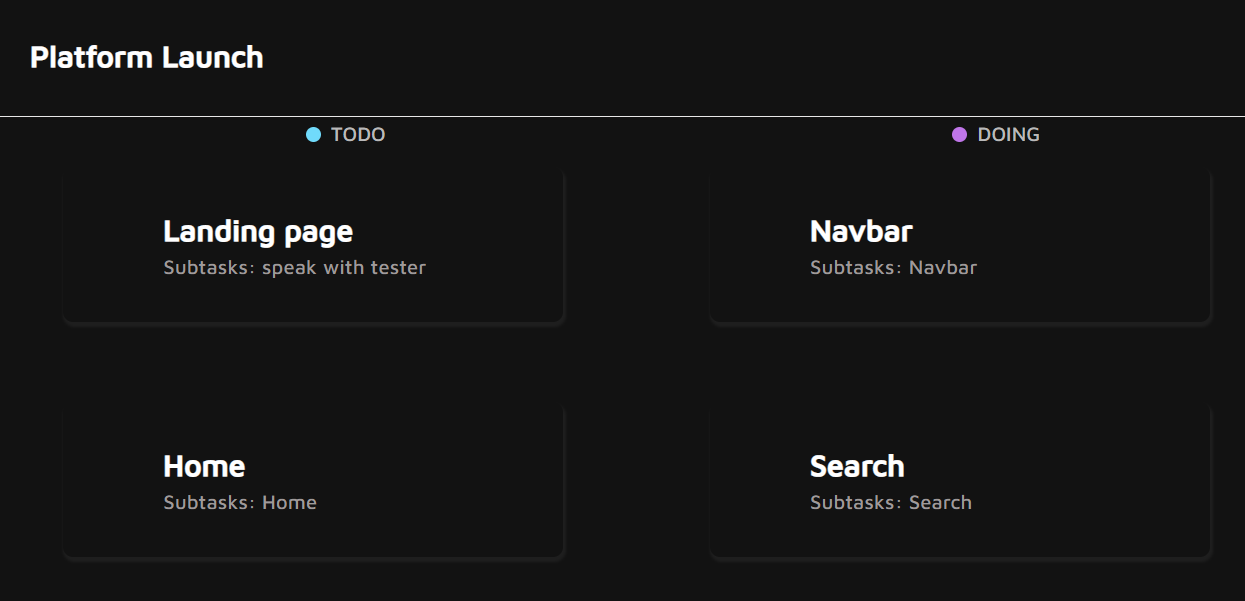 Platform Launch
TODO
Landing page
Subtasks: speak with tester
Home
Subtasks: Home
DOING
Navbar
Subtasks: Navbar
Search
Subtasks: Search